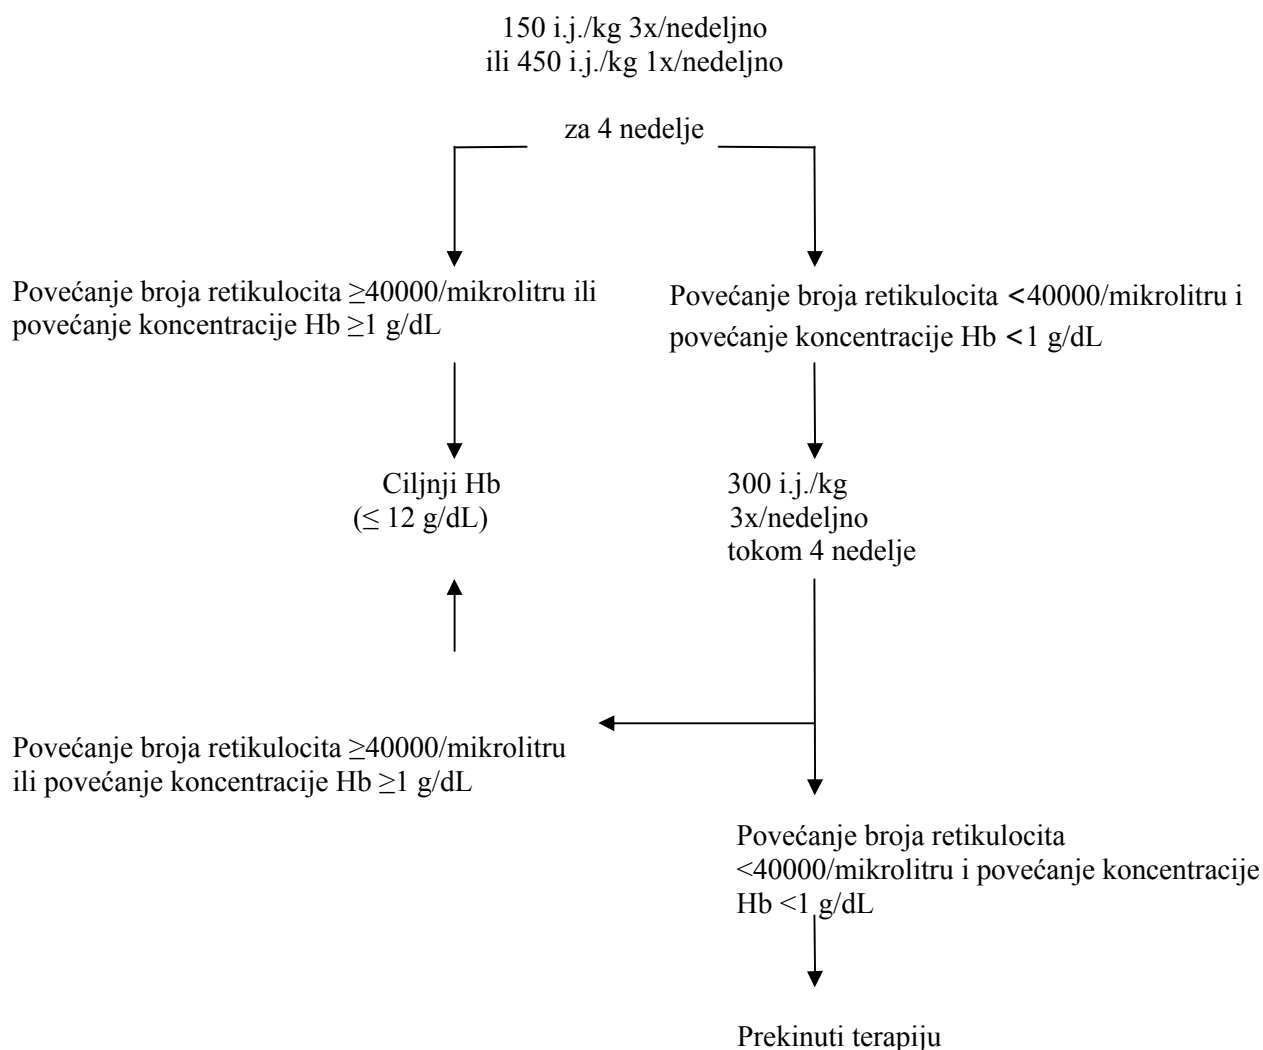 150 i.j./kg 3x/nedeljno
ili 450 i.j./kg 1x/nedeljno
za 4 nedelje
Povećanje broja retikulocita ≥40000/mikrolitru ili
povećanje koncentracije Hb ≥1 g/dL
Povećanje broja retikulocita <40000/mikrolitru i
povećanje koncentracije Hb <1 g/dL
Ciljnji Hb
(≤ 12 g/dL)
300 i.j./kg
3x/nedeljno
tokom 4 nedelje
Povećanje broja retikulocita ≥40000/mikrolitru
ili povećanje koncentracije Hb ≥1 g/dL
Povećanje broja retikulocita
<40000/mikrolitru i povećanje koncentracije
Hb <1 g/dL
Prekinuti terapiju